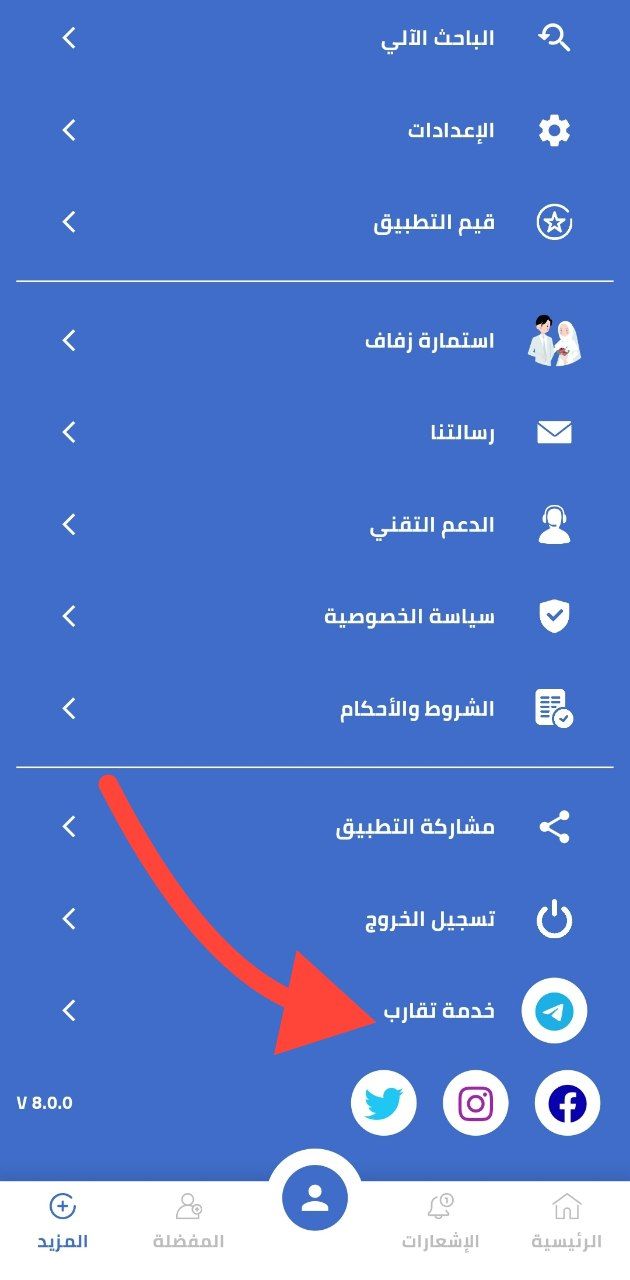 الباحث الآلي
الإعدادات
قيم التطبيق
استمارة زفاف
رسالتنا
الدعم التقني
سياسة الخصوصية
الشروط والأحكام
مشاركة التطبيق
تسجيل الخروج
خدمة تقارب
V 8.0.0
1
الرئيسية
الإشعارات
المفضلة
المزيد